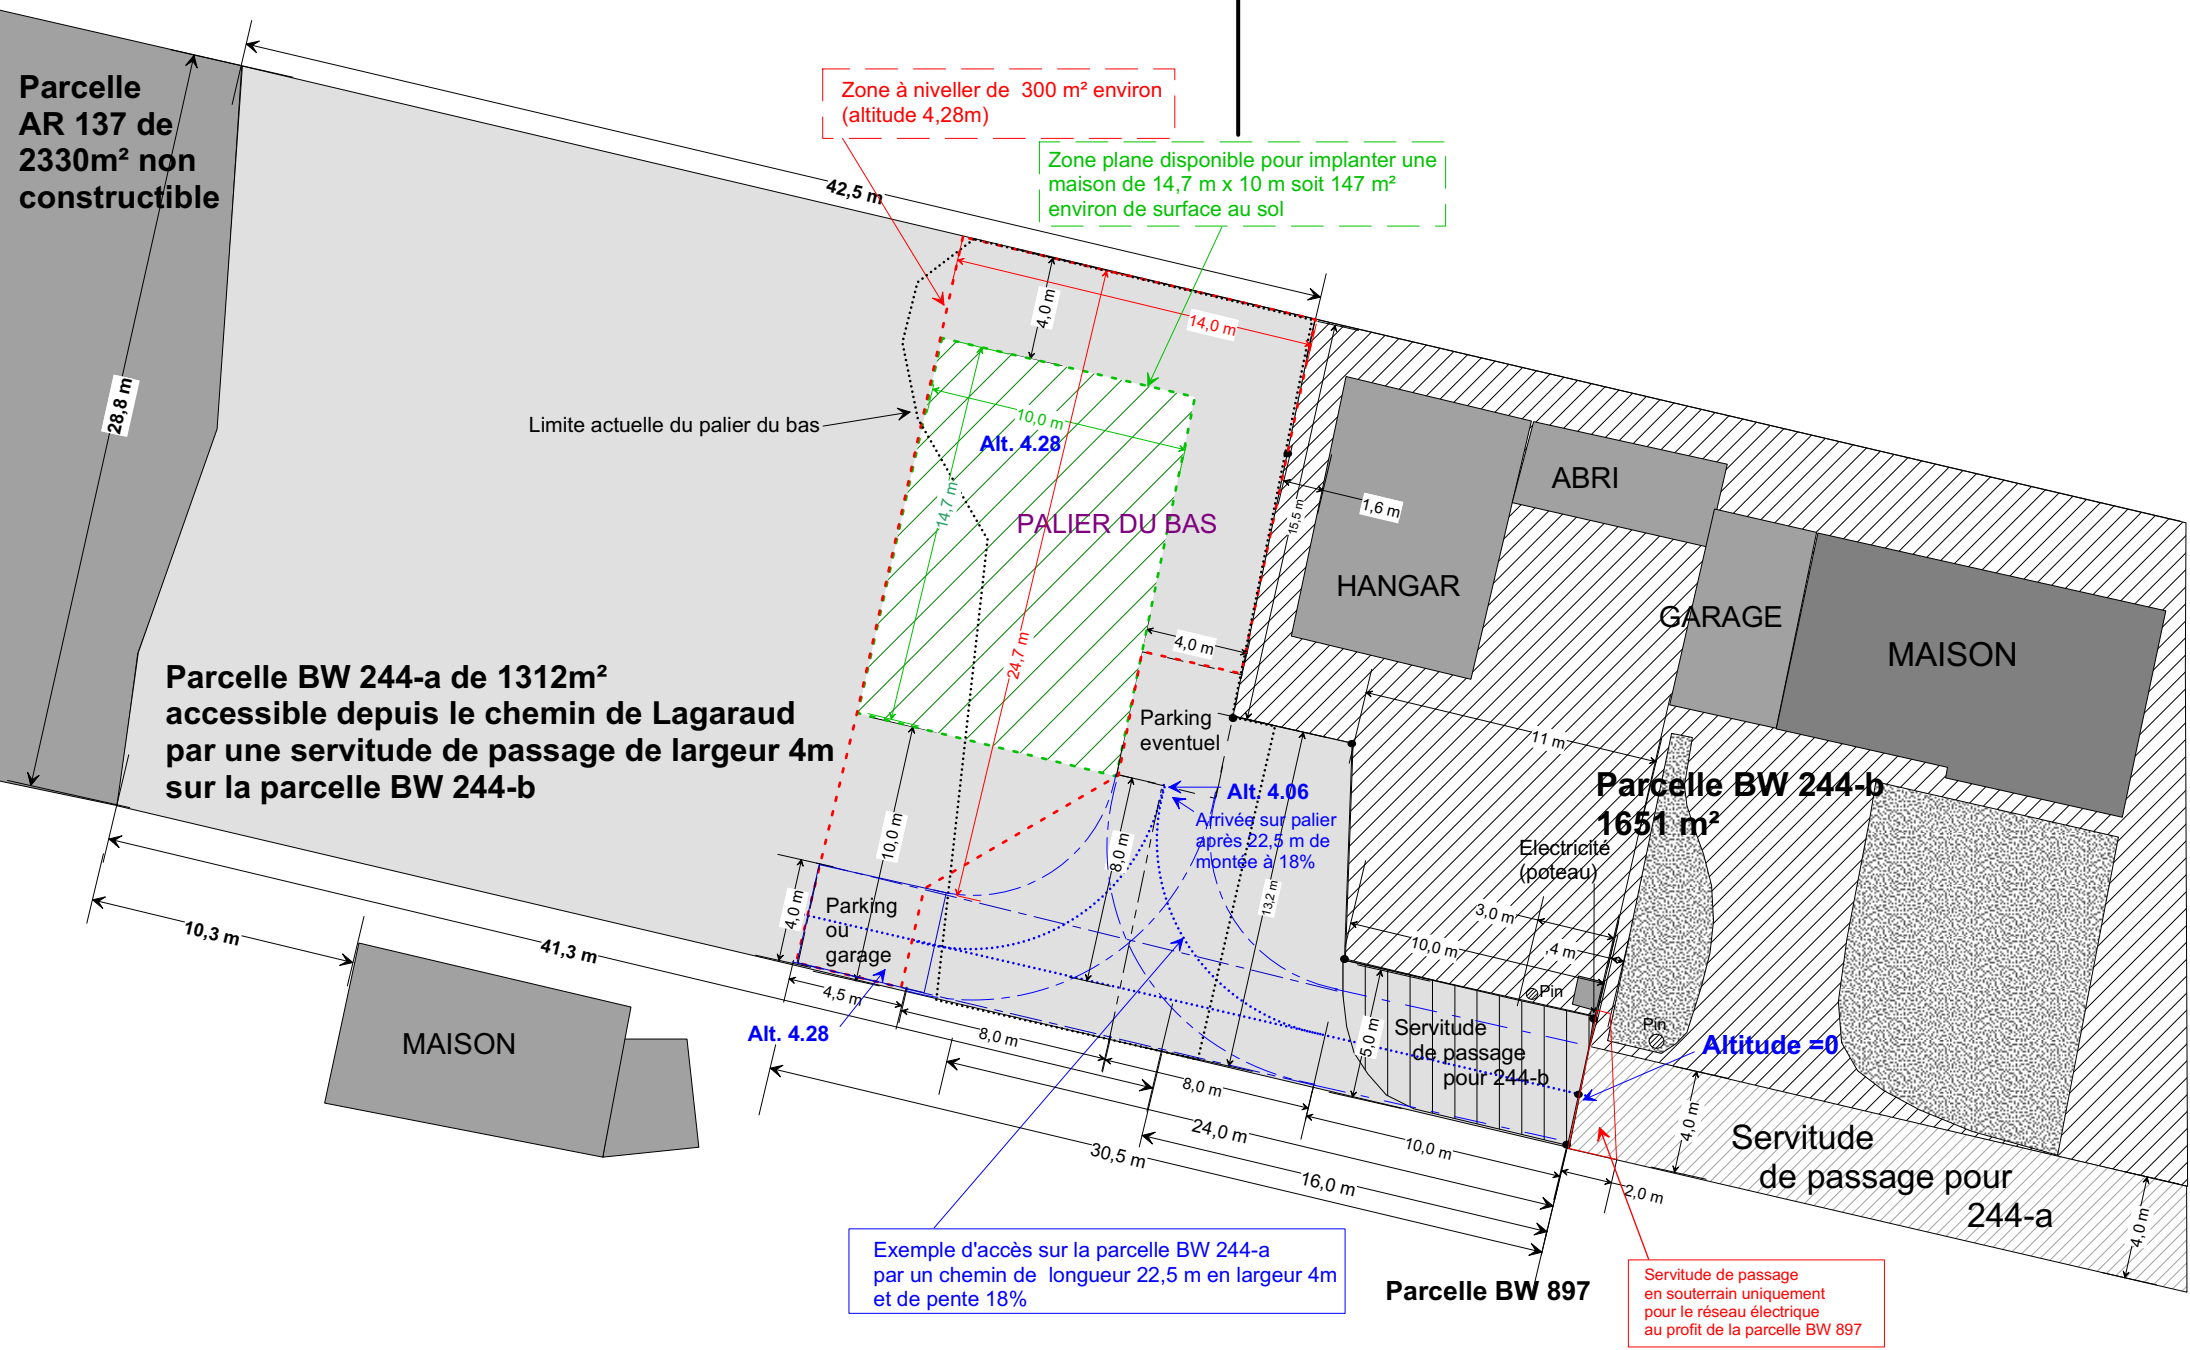 Parcelle
AR 137 de
2330m² non
constructible
28,8 m
42,5 m
Zone à niveller de  300 m² environ
(altitude 4,28m)
Zone plane disponible pour implanter une
maison de 14,7 m x 10 m soit 147 m²
environ de surface au sol
4,0 m
14,0 m
Limite actuelle du palier du bas
10,0 m
Alt. 4.28
14,7 m
PALIER DU BAS
15,5 m
1,6 m
HANGAR
ABRI
GARAGE
MAISON
24,7 m
4,0 m
Parcelle BW 244-a de 1312m²
accessible depuis le chemin de Lagaraud
par une servitude de passage de largeur 4m
sur la parcelle BW 244-b
Parking
eventuel
11 m
Parcelle BW 244-b
1651 m²
Alt. 4.06
Arrivée sur palier
après 22,5 m de
montée à 18%
10,0 m
8,0 m
13,2 m
Electricité
(poteau)
3,0 m
,4 m
10,0 m
4,0 m
Parking
ou
garage
10,3 m
41,3 m
4,5 m
Alt. 4.28
8,0 m
8,0 m
5,0 m
Servitude
de passage
pour 244-b
Pin
Pin
Altitude =0
MAISON
24,0 m
30,5 m
16,0 m
10,0 m
2,0 m
4,0 m
Servitude
de passage pour
244-a
4,0 m
Exemple d'accès sur la parcelle BW 244-a
par un chemin de  longueur 22,5 m en largeur 4m
et de pente 18%
Parcelle BW 897
Servitude de passage
en souterrain uniquement
pour le réseau électrique
au profit de la parcelle BW 897